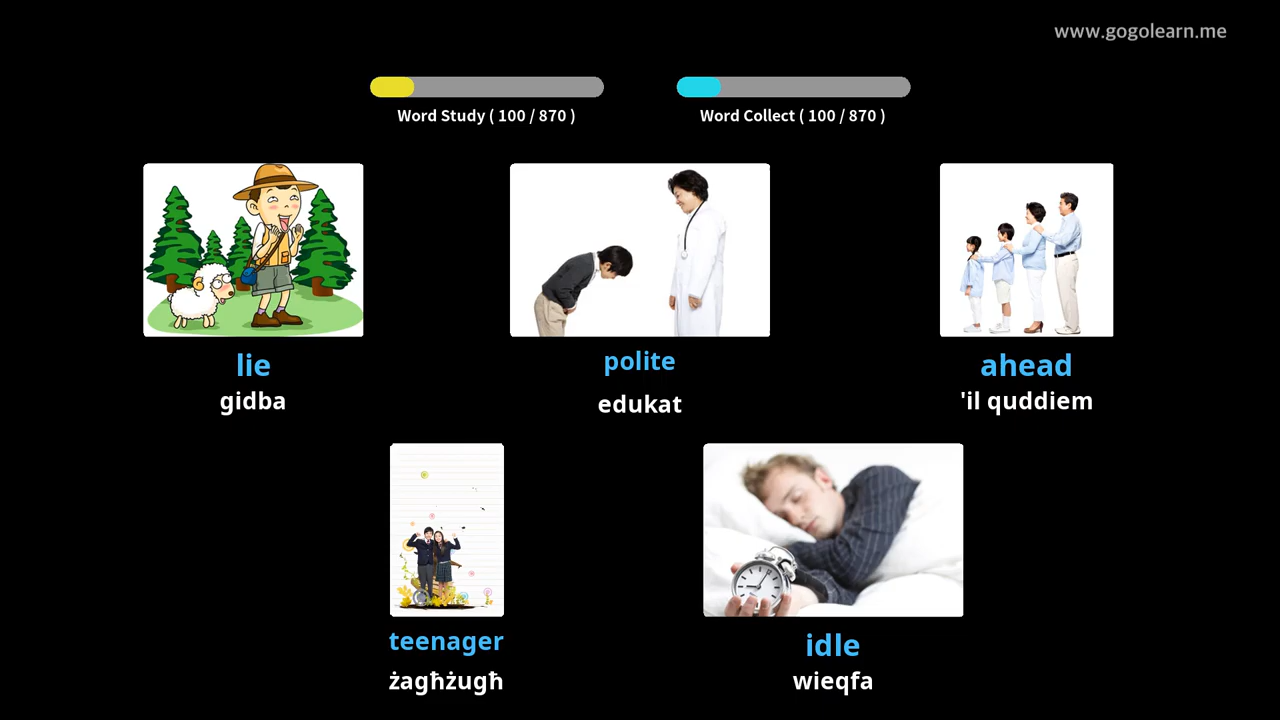 www.gogolearn.me
Word Study ( 100 / 870 )
Word Collect ( 100 / 870 )
lie
gidba
polite
edukat
ahead
'il quddiem
teenager
żagħżugħ
idle
wieqfa